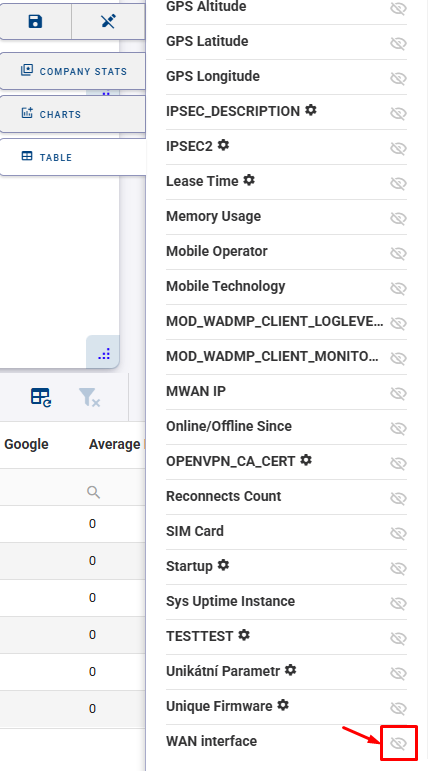 GPS Altitude
GPS Latitude
GPS Longitude
IPSEC_DESCRIPTION
IPSEC2
Lease Time
Memory Usage
Mobile Operator
Mobile Technology
MOD_WADMP_CLIENT_LOGLEVE...
MOD_WADMP_CLIENT_MONITO...
MWAN IP
Online/Offline Since
OPENVPN_CA_CERT
Reconnects Count
SIM Card
Startup
Sys Uptime Instance
TESTTEST
Unikátní Parametr
Unique Firmware
WAN interface
COMPANY STATS
CHARTS
TABLE
Google Average
0
0
0
0
0
0